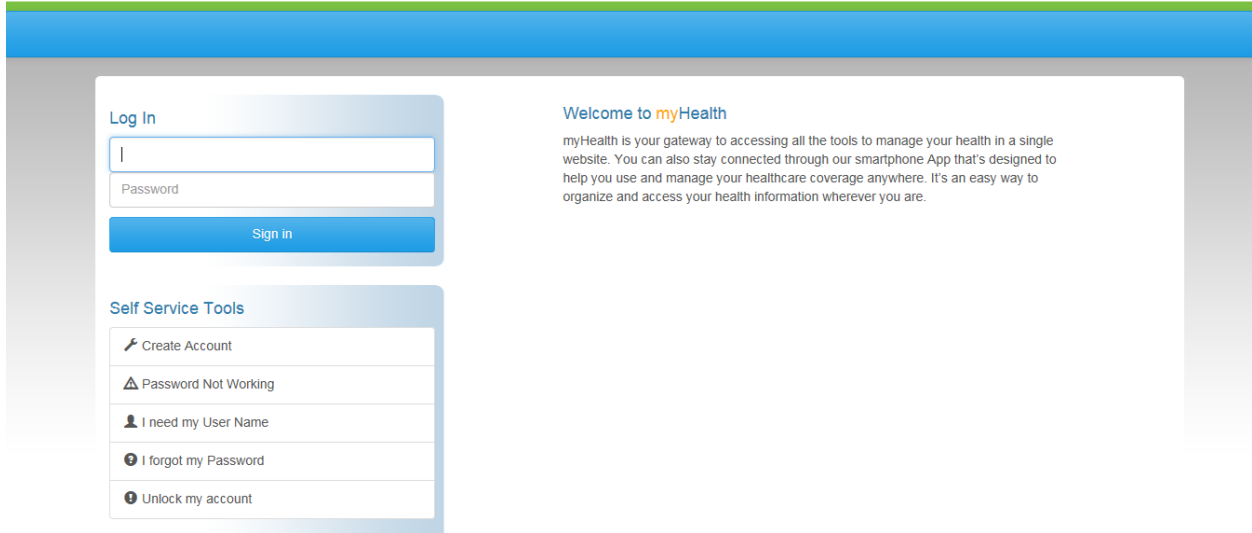 Log In
Password
Sign in
Self Service Tools
Create Account
Password Not Working
I need my User Name
I forgot my Password
Unlock my account
Welcome to myHealth
myHealth is your gateway to accessing all the tools to manage your health in a single
website. You can also stay connected through our smartphone App that's designed to
help you use and manage your healthcare coverage anywhere. It's an easy way to
organize and access your health information wherever you are.